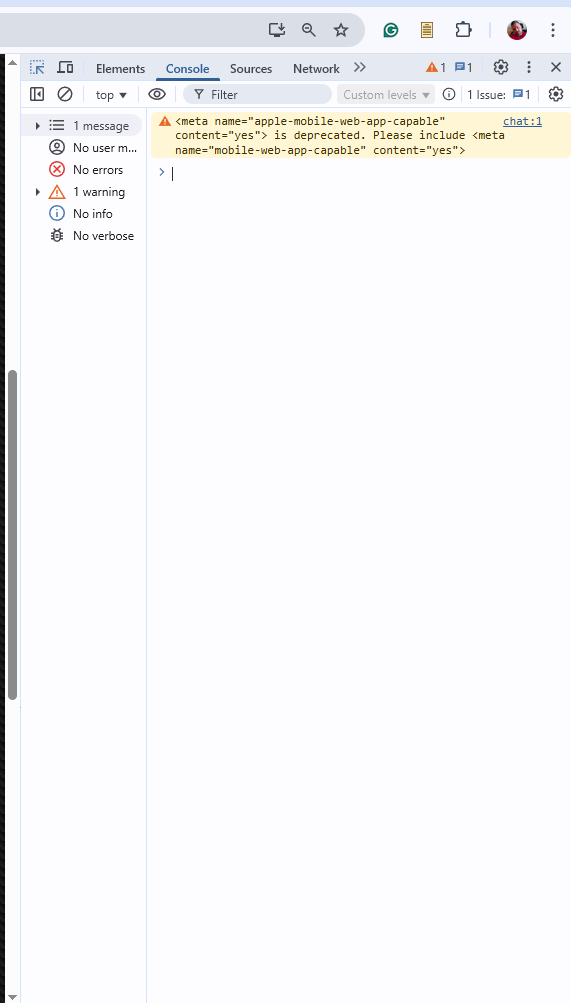 Elements Console Sources Network 1 1
top Filter Custom levels 1 Issue: 1
1 message
No user m...
No errors
1 warning
No info
No verbose
<meta name="apple-mobile-web-app-capable" chat:1
content="yes"> is deprecated. Please include <meta
name="mobile-web-app-capable" content="yes">